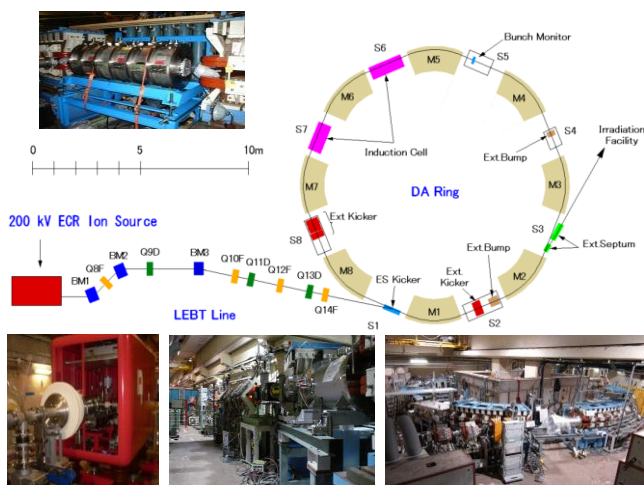 S6
Bunch Monitor
S5
M5
M6
M4
S7
S4
Irradiation
Facility
Induction Cell
Ext.Bump
0
5
10m
M7
DA Ring
M3
200 kV ECR Ion Source
Ext Kicker
S3
Ext.Septum
S8
BM2
Q9D
BM3
Q8F
Q10F
Q11D
M8
Ext.Bump
M2
BM1
Q12F
ES Kicker
Ext.
Kicker
Q13D
LEBT Line
Q14F
S1
M1
S2